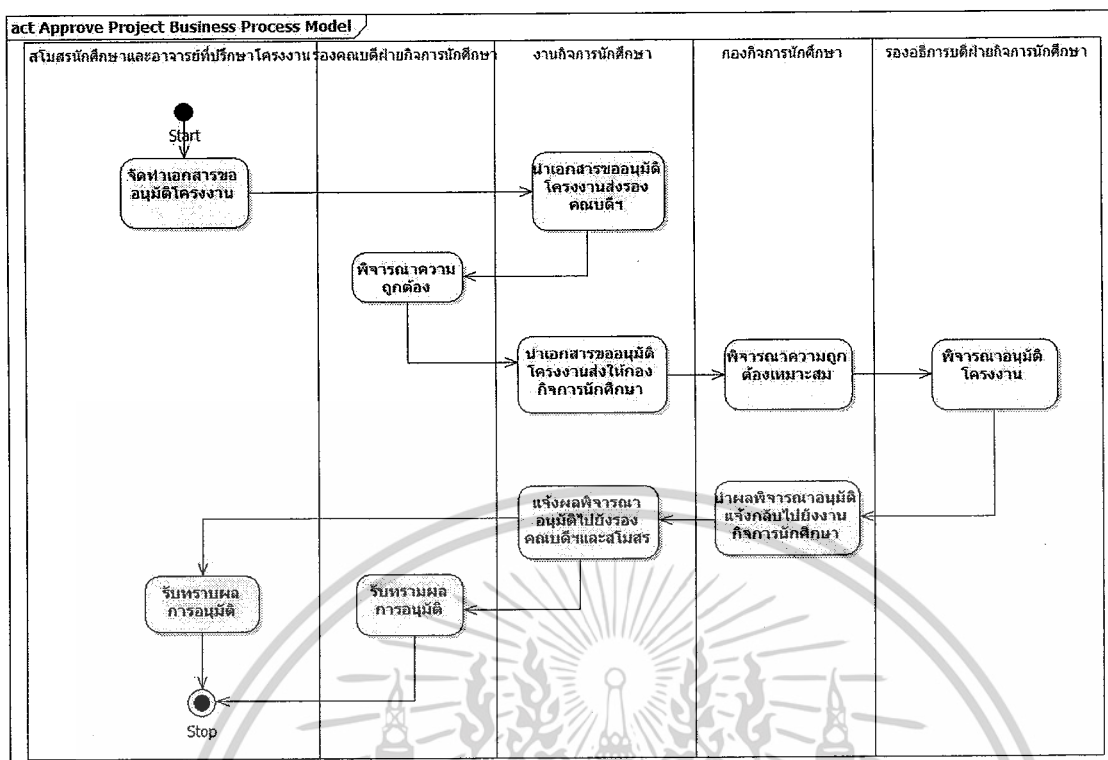 act Approve Project Business Process Model
สโมสรนักศึกษาและอาจารย์ที่ปรึกษาโครงงาน
รองคณบดีฝ่ายกิจการนักศึกษา
งานกิจการนักศึกษา
กองกิจการนักศึกษา
รองอธิการบดีฝ่ายกิจการนักศึกษา
Start
จัดทำเอกสารขอ
อนุมัติโครงงาน
นำเอกสารขออนุมัติ
โครงงานส่งรอง
คณบดีฯ
พิจารณาความ
ถูกต้อง
นำเอกสารขออนุมัติ
โครงงานส่งให้กอง
กิจการนักศึกษา
พิจารณาความถูก
ต้องเหมาะสม
พิจารณาอนุมัติ
โครงงาน
นำผลพิจารณาอนุมัติ
แจ้งกลับไปยังงาน
กิจการนักศึกษา
แจ้งผลพิจารณา
อนุมัติไปยังรอง
คณบดีฯและสโมสร
รับทราบผล
การอนุมัติ
รับทรามผล
การอนุมัติ
Stop